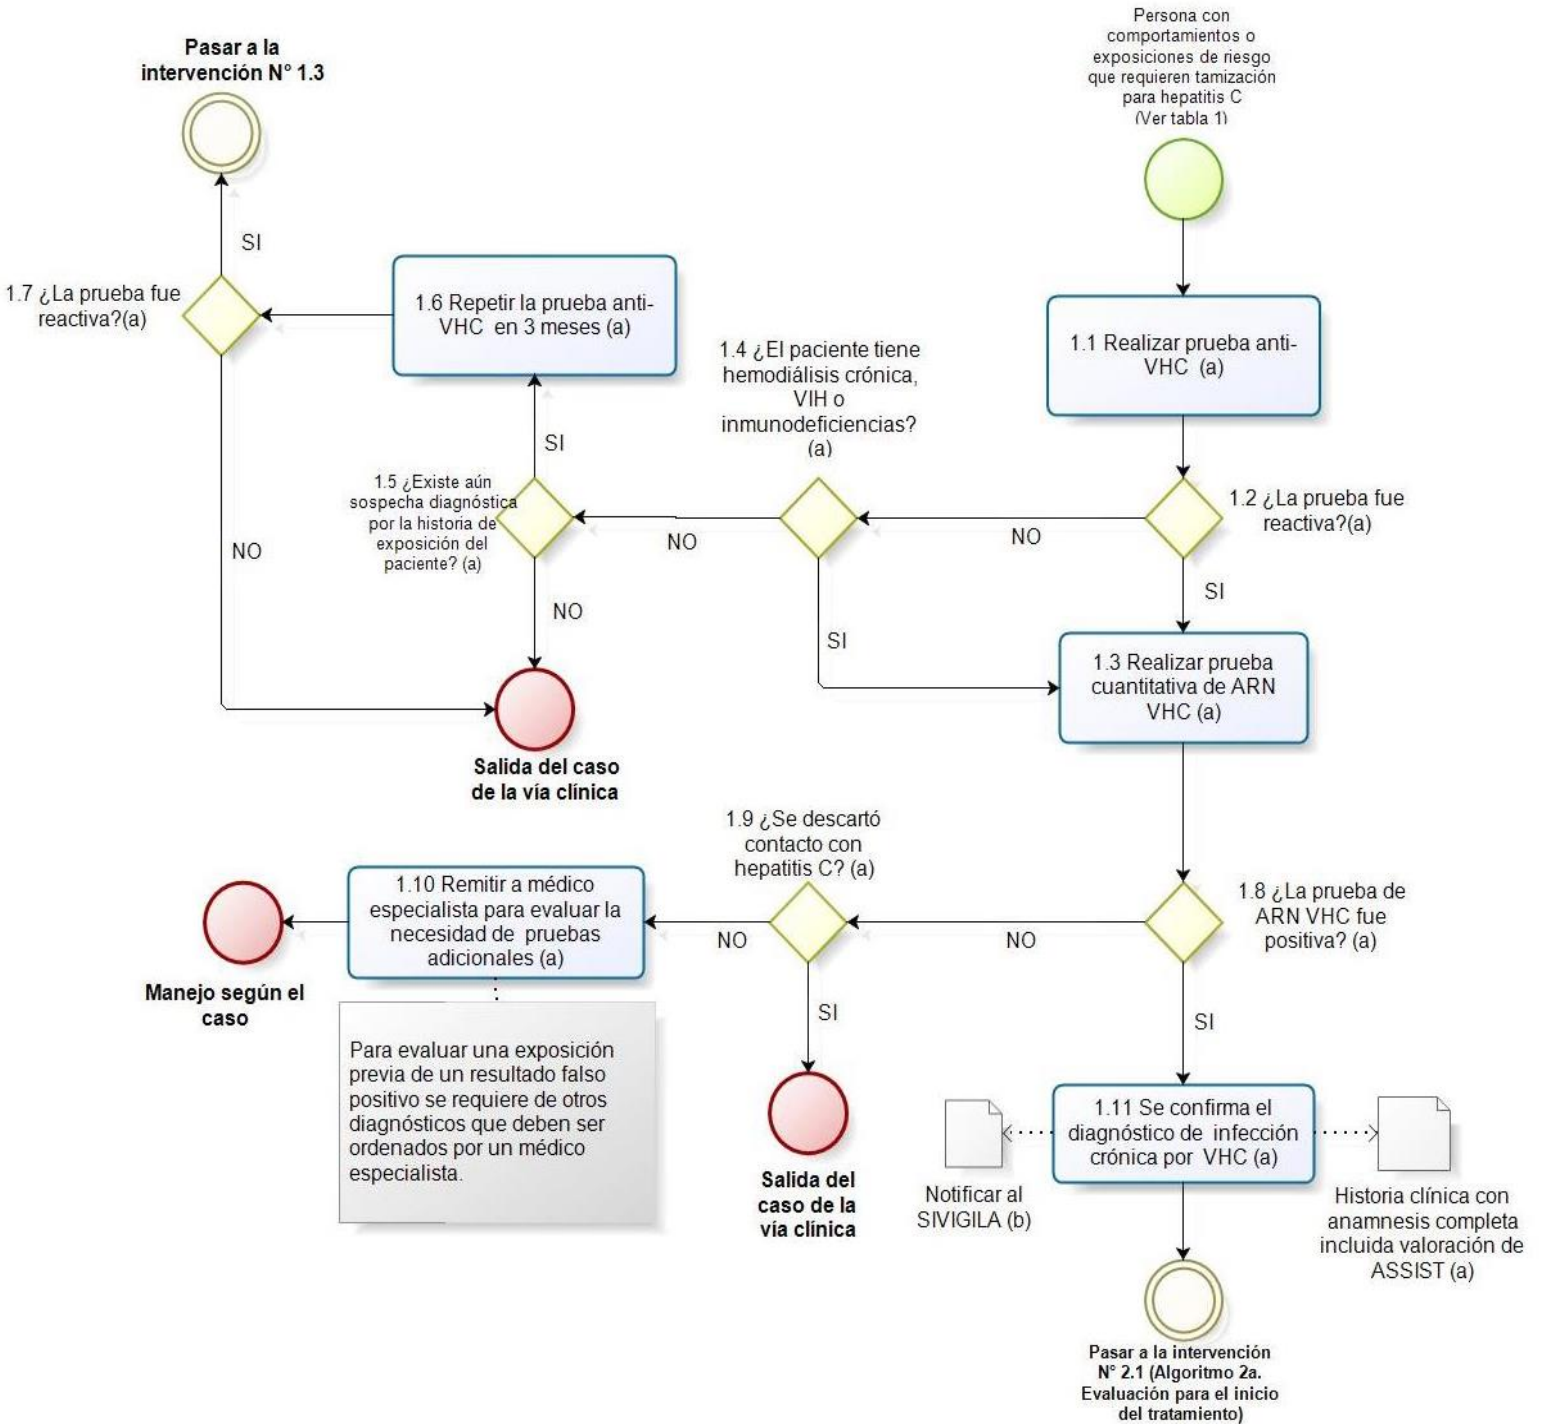 Persona con
comportamientos o
exposiciones de riesgo
que requieren tamización
para hepatitis C
(Ver tabla 1)
Pasar a la
intervención N° 1.3
SI
1.7 ¿La prueba fue
reactiva?(a)
1.6 Repetir la prueba anti-
VHC en 3 meses (a)
1.4 ¿El paciente tiene
hemodiálisis crónica,
VIH o
inmunodeficiencias?
(a)
1.1 Realizar prueba anti-
VHC (a)
SI
1.5 ¿Existe aún
sospecha diagnóstica
por la historia de
exposición del
paciente? (a)
1.2 ¿La prueba fue
reactiva?(a)
NO
NO
NO
SI
NO
SI
1.3 Realizar prueba
cuantitativa de ARN
VHC (a)
Salida del caso
de la vía clínica
1.9 ¿Se descartó
contacto con
hepatitis C? (a)
1.10 Remitir a médico
especialista para evaluar la
necesidad de pruebas
adicionales (a)
1.8 ¿La prueba de
ARN VHC fue
positiva? (a)
NO
NO
Manejo según el
caso
SI
SI
Para evaluar una exposición
previa de un resultado falso
positivo se requiere de otros
diagnósticos que deben ser
ordenados por un médico
especialista.
1.11 Se confirma el
diagnóstico de infección
crónica por VHC (a)
Salida del
caso de la
vía clínica
Notificar al
SIVIGILA (b)
Historia clínica con
anamnesis completa
incluida valoración de
ASSIST (a)
Pasar a la intervención
N° 2.1 (Algoritmo 2a.
Evaluación para el inicio
del tratamiento)